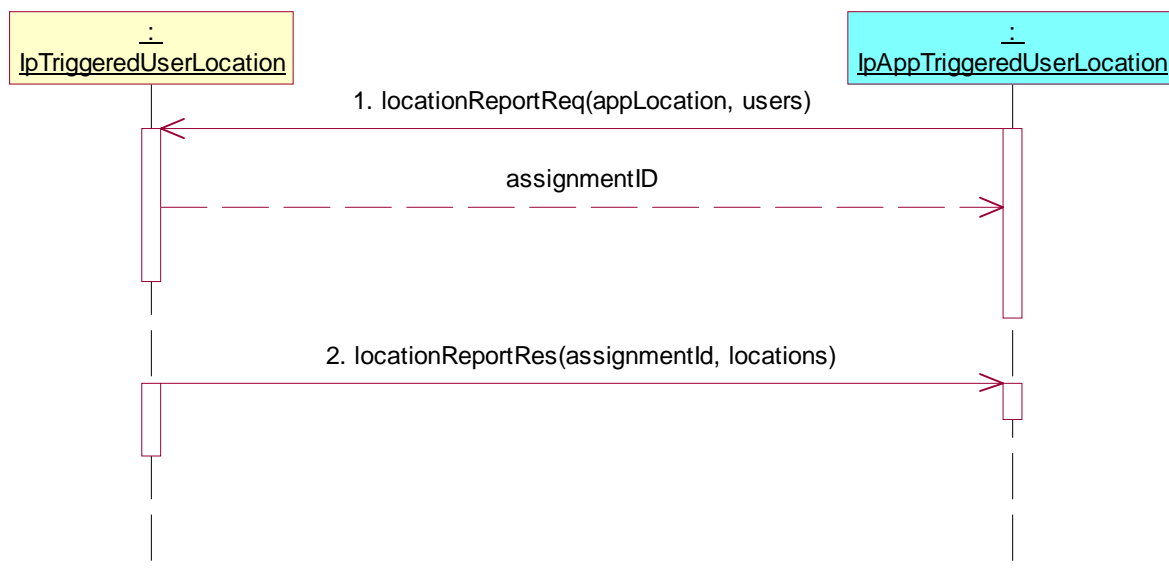 :
IpTriggeredUserLocation
:
IpAppTriggeredUserLocation
1. locationReportReq(appLocation, users)
assignmentID
2. locationReportRes(assignmentId, locations)